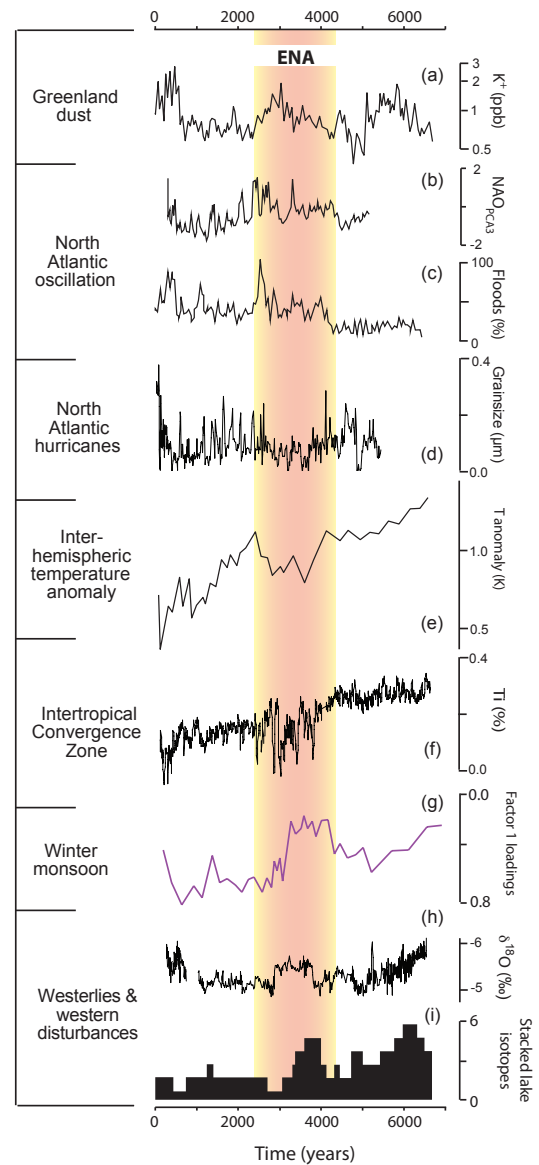 0 2000 4000 6000
ENA
Greenland
dust
(a)
3
2
1
0.5
K+ (ppb)
North
Atlantic
oscillation
(b)
2
-2
NAO_PCA3
(c)
100
0
Floods (%)
North
Atlantic
hurricanes
(d)
0.4
0.0
Grainsize (µm)
Inter-
hemispheric
temperature
anomaly
(e)
1.0
0.5
Tanomaly (K)
Intertropical
Convergence
Zone
(f)
0.4
0.0
Ti (%)
Winter
monsoon
(g)
0.0
0.8
Factor 1 loadings
Westerlies &
western
disturbances
(h)
-6
-5
δ18O (‰)
(i)
6
3
0
Stacked lake
isotopes
0 2000 4000 6000
Time (years)